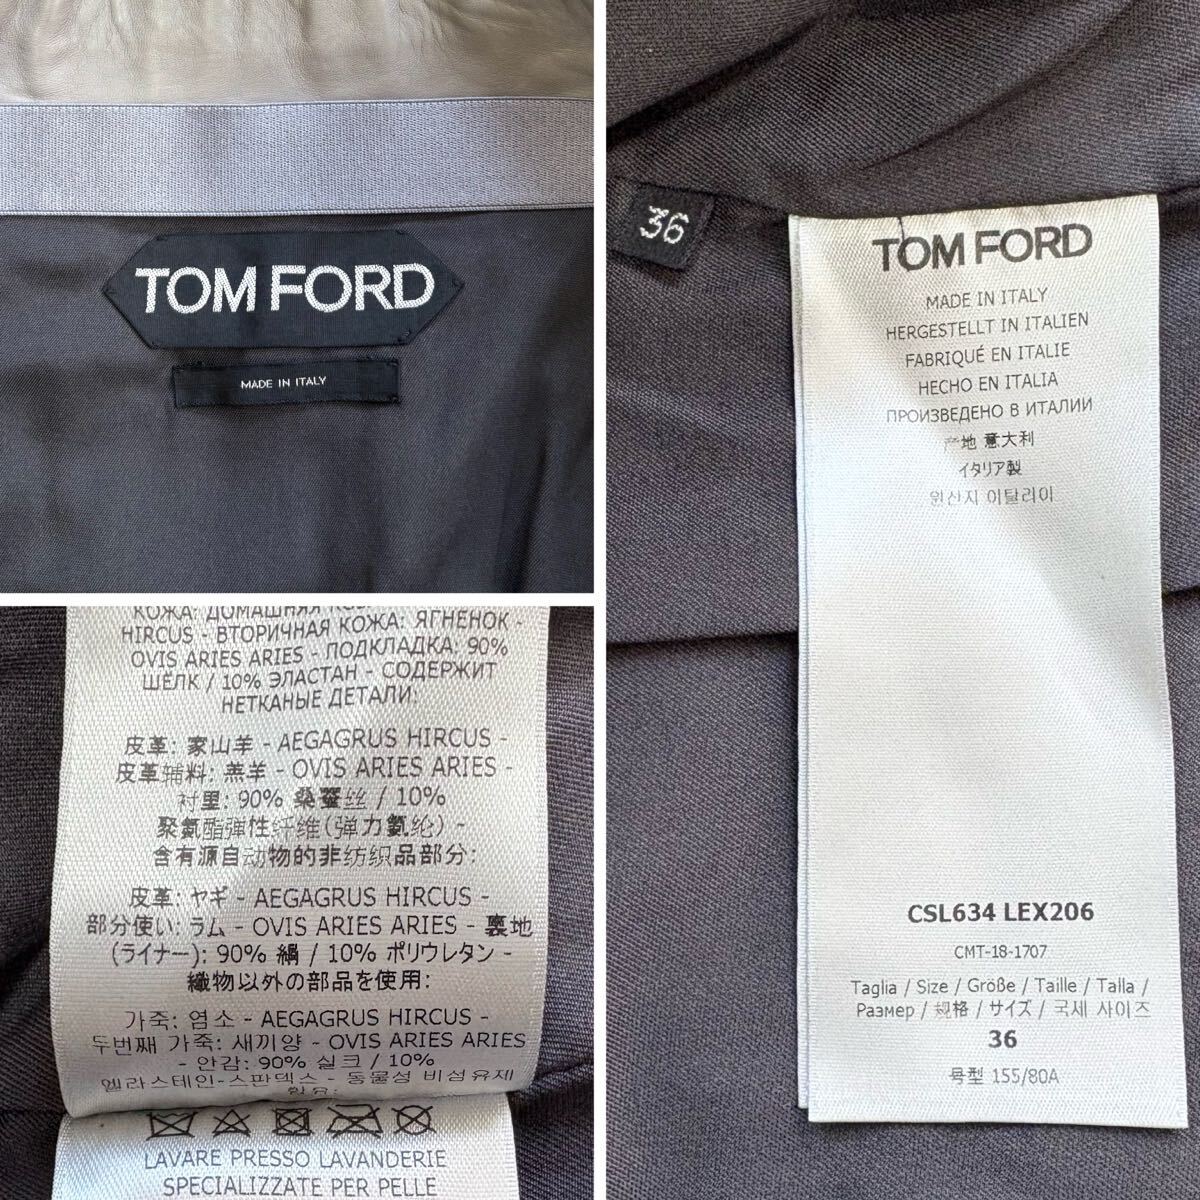 TOM FORD
MADE IN ITALY
36
TOM FORD
MADE IN ITALY
HERGESTELLT IN ITALIEN
FABRIQUÉ EN ITALIE
HECHO EN ITALIA
ПРОИЗВЕДЕНО В ИТАЛИИ
产地 意大利
イタリア製
원산지 이탈리아
CSL634 LEX206
CMT-18-1707
Taglia / Size / Größe / Taille / Talla /
Размер / 规格 / サイズ / 국세 사이즈
36
号型 155/80A
КОЖА: ДОМАШНЯЯ
HIRCUS - ВТОРИЧНАЯ КОЖА: ЯГНЕНОК -
OVIS ARIES ARIES - ПОДКЛАДКА: 90%
ШЁЛК / 10% ЭЛАСТАН - СОДЕРЖИТ
НЕТКАНЫЕ ДЕТАЛИ:
皮革: 家山羊 - AEGAGRUS HIRCUS -
皮革辅料: 羔羊 - OVIS ARIES ARIES -
衬里: 90% 桑蚕丝 / 10%
聚氨酯弹性纤维(弹力氨纶) -
含有源自动物的非纺织品部分:
皮革: ヤギ - AEGAGRUS HIRCUS -
部分使い: ラム - OVIS ARIES ARIES - 裏地
(ライナー): 90% 絹 / 10% ポリウレタン -
織物以外の部品を使用:
가죽: 염소 - AEGAGRUS HIRCUS -
두번째 가죽: 새끼양 - OVIS ARIES ARIES
- 안감: 90% 실크 / 10%
엘라스테인-스판덱스 - 동물성 비섬유제
함유:
LAVARE PRESSO LAVANDERIE
SPECIALIZZATE PER PELLE